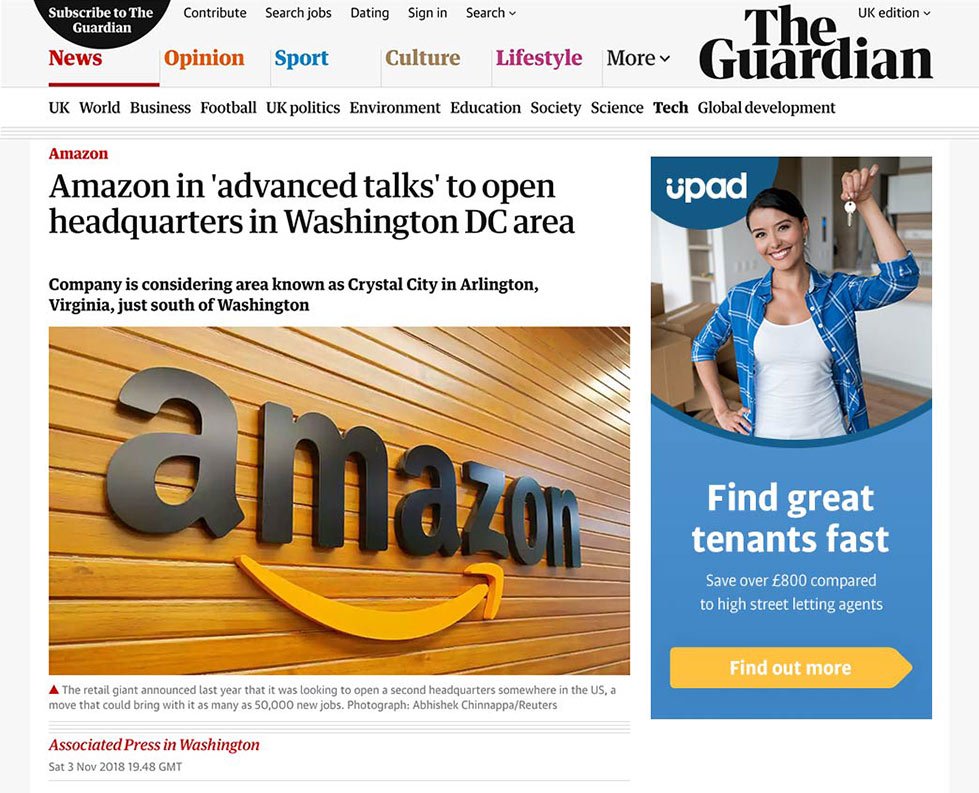 Subscribe to The
Guardian
Contribute
Search jobs
Dating
Sign in
Search
UK edition
The
Guardian
News
Opinion
Sport
Culture
Lifestyle
More
UK World Business Football UK politics Environment Education Society Science Tech Global development
Amazon
Amazon in 'advanced talks' to open
headquarters in Washington DC area
Company is considering area known as Crystal City in Arlington,
Virginia, just south of Washington
amazon
The retail giant announced last year that it was looking to open a second headquarters somewhere in the US, a
move that could bring with it as many as 50,000 new jobs. Photograph: Abhishek Chinnappa/Reuters
Associated Press in Washington
Sat 3 Nov 2018 19.48 GMT
upad
Find great
tenants fast
Save over £800 compared
to high street letting agents
Find out more